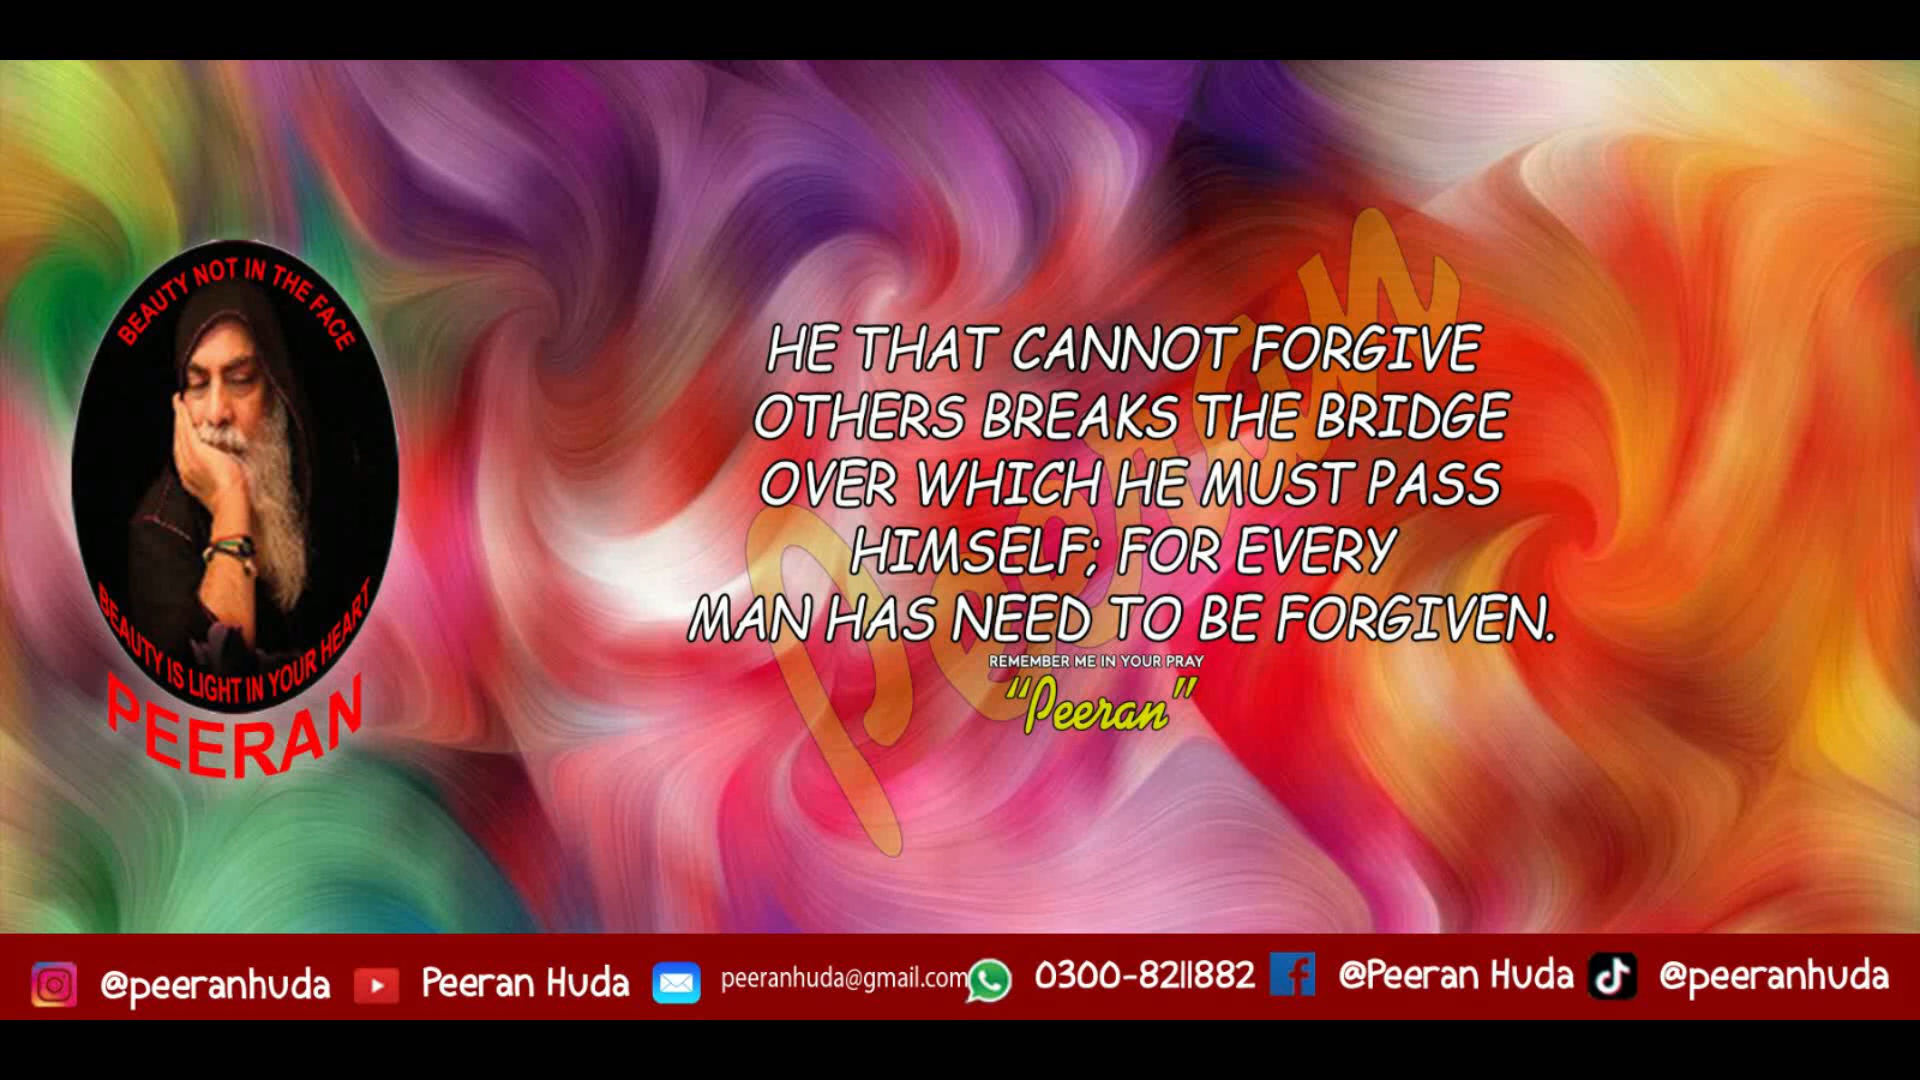 BEAUTY NOT IN THE FACE
BEAUTY IS LIGHT IN YOUR HEART
PEERAN
Peeran
HE THAT CANNOT FORGIVE
OTHERS BREAKS THE BRIDGE
OVER WHICH HE MUST PASS
HIMSELF; FOR EVERY
MAN HAS NEED TO BE FORGIVEN.
REMEMBER ME IN YOUR PRAY
“Peeran”
@peeranhuda Peeran Huda peeranhuda@gmail.com 0300-8211882 @Peeran Huda @peeranhuda